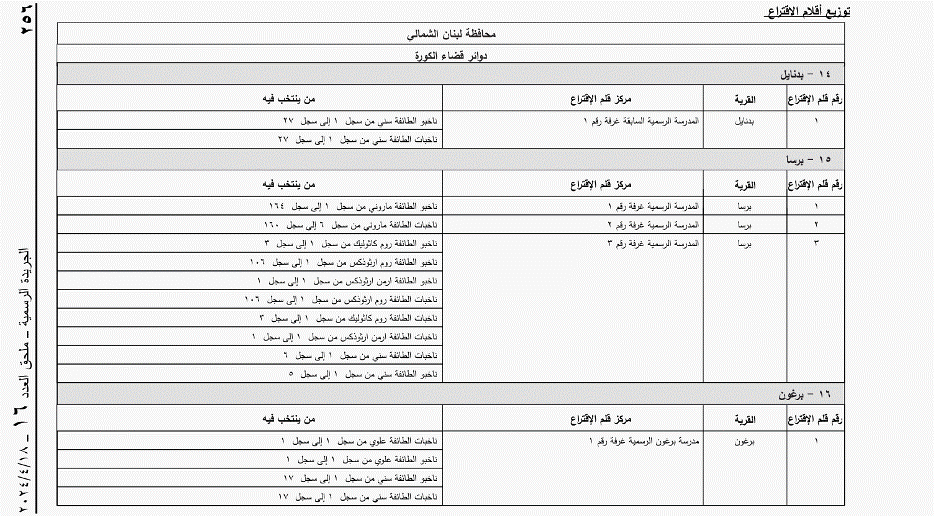 توزيع أقلام الاقتراع
محافظة لبنان الشمالي
دوائر قضاء الكورة
١٤ - بدنايل
رقم قلم الإقتراع القرية مركز قلم الإقتراع من ينتخب فيه
١ بدنايل المدرسة الرسمية السابقة غرفة رقم ١ ناخبو الطائفة سني من سجل ١ إلى سجل ٢٧
ناخبات الطائفة سني من سجل ١ إلى سجل ٢٧
١٥ - برسا
رقم قلم الإقتراع القرية مركز قلم الإقتراع من ينتخب فيه
١ برسا المدرسة الرسمية غرفة رقم ١ ناخبو الطائفة ماروني من سجل ١ إلى سجل ١٦٤
٢ برسا المدرسة الرسمية غرفة رقم ٢ ناخبات الطائفة ماروني من سجل ٦ إلى سجل ١٦٠
٣ برسا المدرسة الرسمية غرفة رقم ٣ ناخبو الطائفة روم كاثوليك من سجل ١ إلى سجل ٣
ناخبو الطائفة روم ارثوذكس من سجل ١ إلى سجل ١٠٦
ناخبو الطائفة ارمن ارثوذكس من سجل ١ إلى سجل ١
ناخبات الطائفة روم ارثوذكس من سجل ١ إلى سجل ١٠٦
ناخبات الطائفة روم كاثوليك من سجل ١ إلى سجل ٣
ناخبات الطائفة ارمن ارثوذكس من سجل ١ إلى سجل ١
ناخبات الطائفة سني من سجل ١ إلى سجل ٦
ناخبو الطائفة سني من سجل ١ إلى سجل ٥
١٦ - برغون
رقم قلم الإقتراع القرية مركز قلم الإقتراع من ينتخب فيه
١ برغون مدرسة برغون الرسمية غرفة رقم ١ ناخبات الطائفة علوي من سجل ١ إلى سجل ١
ناخبو الطائفة علوي من سجل ١ إلى سجل ١
ناخبو الطائفة سني من سجل ١ إلى سجل ١٧
ناخبات الطائفة سني من سجل ١ إلى سجل ١٧
٢٥٦
الجريدة الرسمية – ملحق العدد ١٦ – ٢٠٢٤/٤/١٨